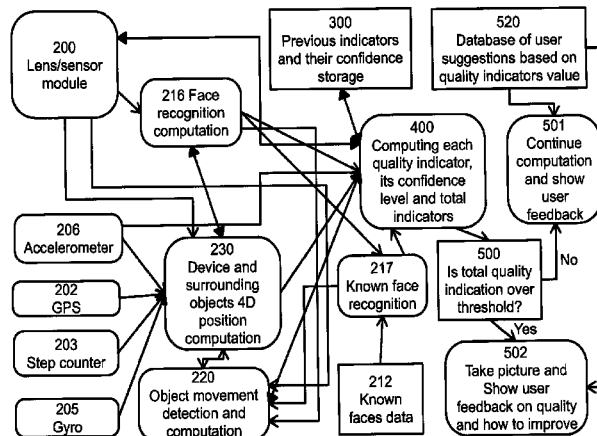 200
Lens/sensor
module
300
Previous indicators
and their confidence
storage
520
Database of user
suggestions based on
quality indicators value
216 Face
recognition
computation
400
Computing each
quality indicator,
its confidence
level and total
indicators
501
Continue
computation
and show
user
feedback
206
Accelerometer
230
Device and
surrounding
objects 4D
position
computation
217
Known face
recognition
500
Is total quality
indication over
threshold?
No
Yes
202
GPS
203
Step counter
205
Gyro
220
Object movement
detection and
computation
212
Known
faces data
502
Take picture and
Show user
feedback on quality
and how to improve